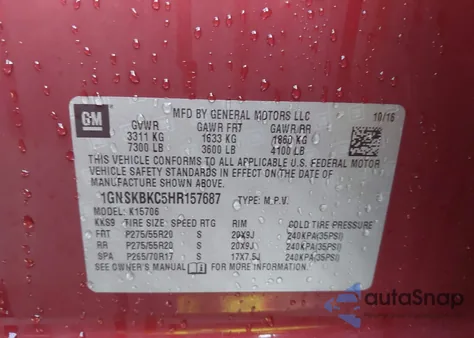 GM
MFD BY GENERAL MOTORS LLC 10/16
GVWR GAWR FRT GAWR RR
3311 KG 1633 KG 1860 KG
7300 LB 3600 LB 4100 LB
THIS VEHICLE CONFORMS TO ALL APPLICABLE U.S. FEDERAL MOTOR
VEHICLE SAFETY STANDARDS IN EFFECT ON THE DATE OF
MANUFACTURE SHOWN ABOVE.
1GNSKBKC5HR157687 TYPE: M.P.V.
MODEL: K15706
KKS9 TIRE SIZE SPEED RTG RIM COLD TIRE PRESSURE
FRT P275/55R20 S 20X9J 240KPA(35PSI)
RR P275/55R20 S 20X9J 240KPA(35PSI)
SPA P265/70R17 S 17X7.5J 240KPA(35PSI)
SEE OWNER'S MANUAL FOR MORE INFORMATION.
autoSnap